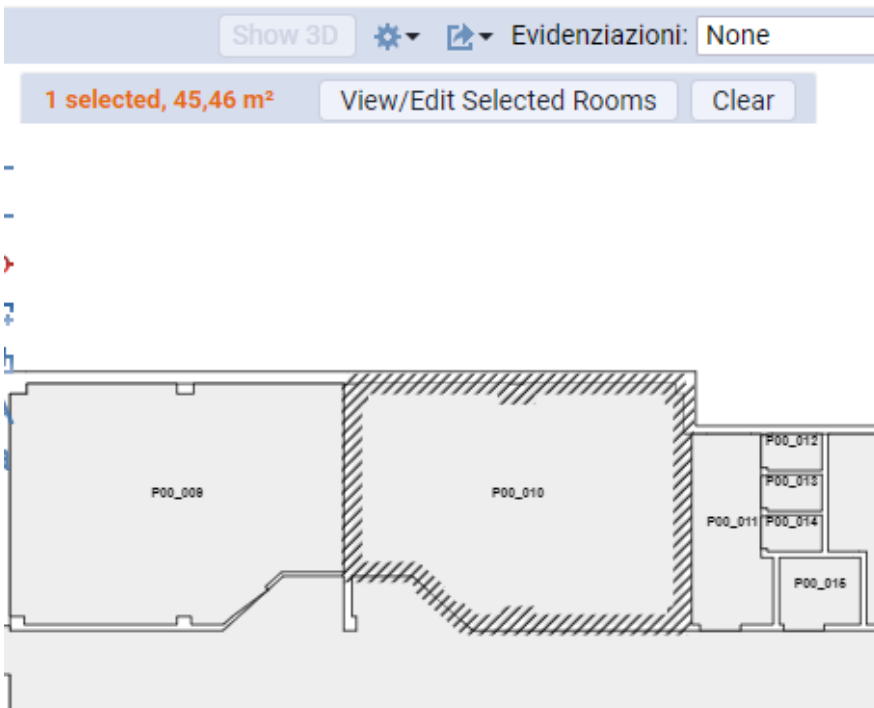 Show 3D Evidenziazioni: None
1 selected, 45,46 m² View/Edit Selected Rooms Clear
P00_012
P00_013
P00_009 P00_010
P00_011 P00_014
P00_015